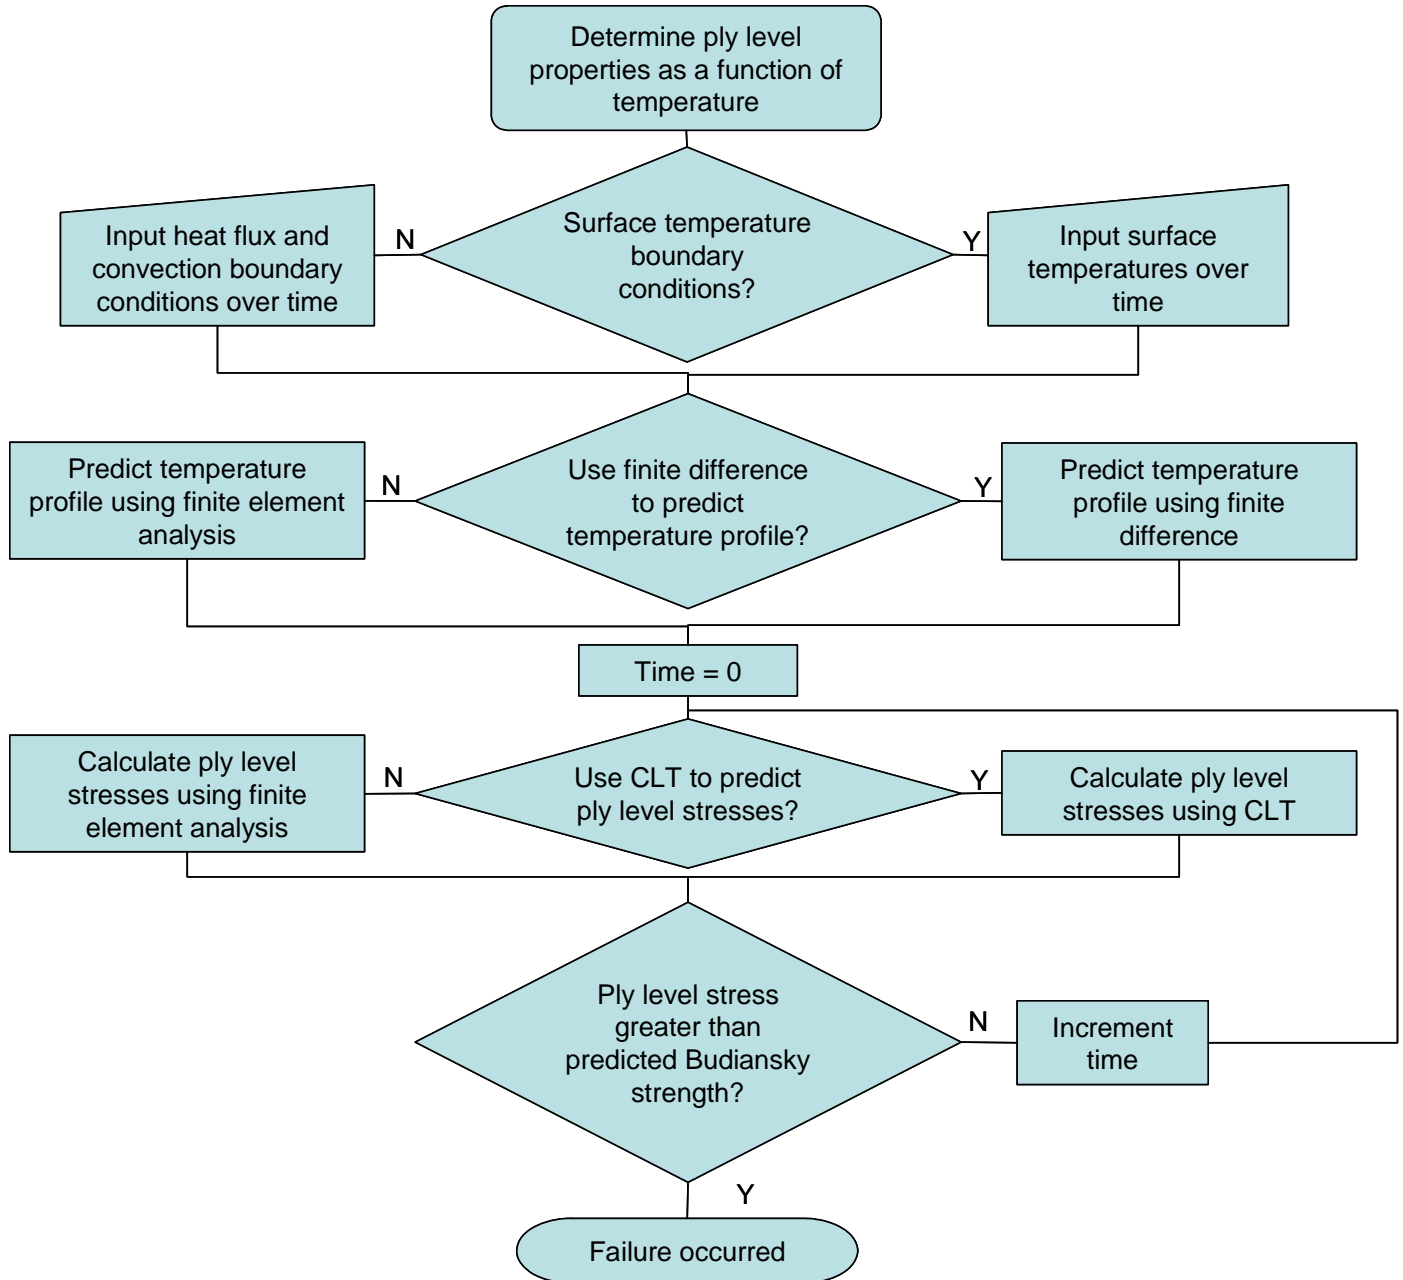 Determine ply level
properties as a function of
temperature
Input heat flux and
convection boundary
conditions over time
N
Surface temperature
boundary
conditions?
Y
Input surface
temperatures over
time
Predict temperature
profile using finite element
analysis
N
Use finite difference
to predict
temperature profile?
Y
Predict temperature
profile using finite
difference
Time = 0
Calculate ply level
stresses using finite
element analysis
N
Use CLT to predict
ply level stresses?
Y
Calculate ply level
stresses using CLT
Ply level stress
greater than
predicted Budiansky
strength?
N
Increment
time
Y
Failure occurred